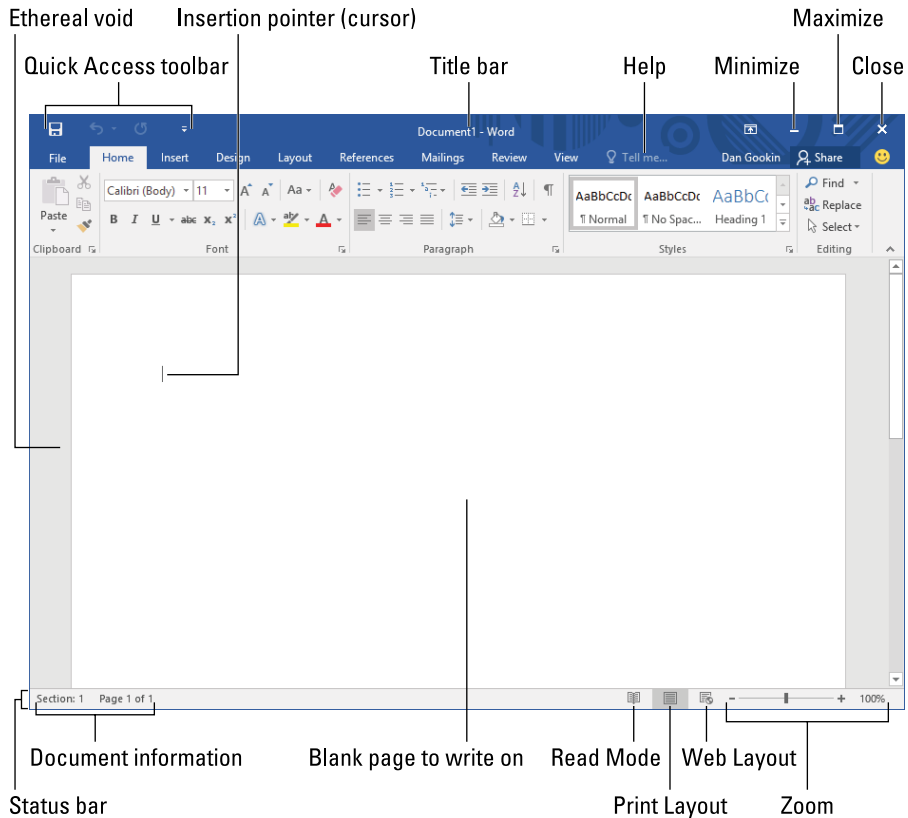 Ethereal void Insertion pointer (cursor) Maximize
Quick Access toolbar Title bar Help Minimize Close
Document1 - Word
File Home Insert Design Layout References Mailings Review View Tell me... Dan Gookin Share
Calibri (Body) 11 A A Aa AaBbCcDc AaBbCcDc AaBbCc Find
Paste B I U abc X₂ X² A aby A ¶ Normal ¶ No Spac... Heading 1 Replace
Select
Clipboard Font Paragraph Styles Editing
Section: 1 Page 1 of 1 100%
Document information Blank page to write on Read Mode Web Layout
Status bar Print Layout Zoom